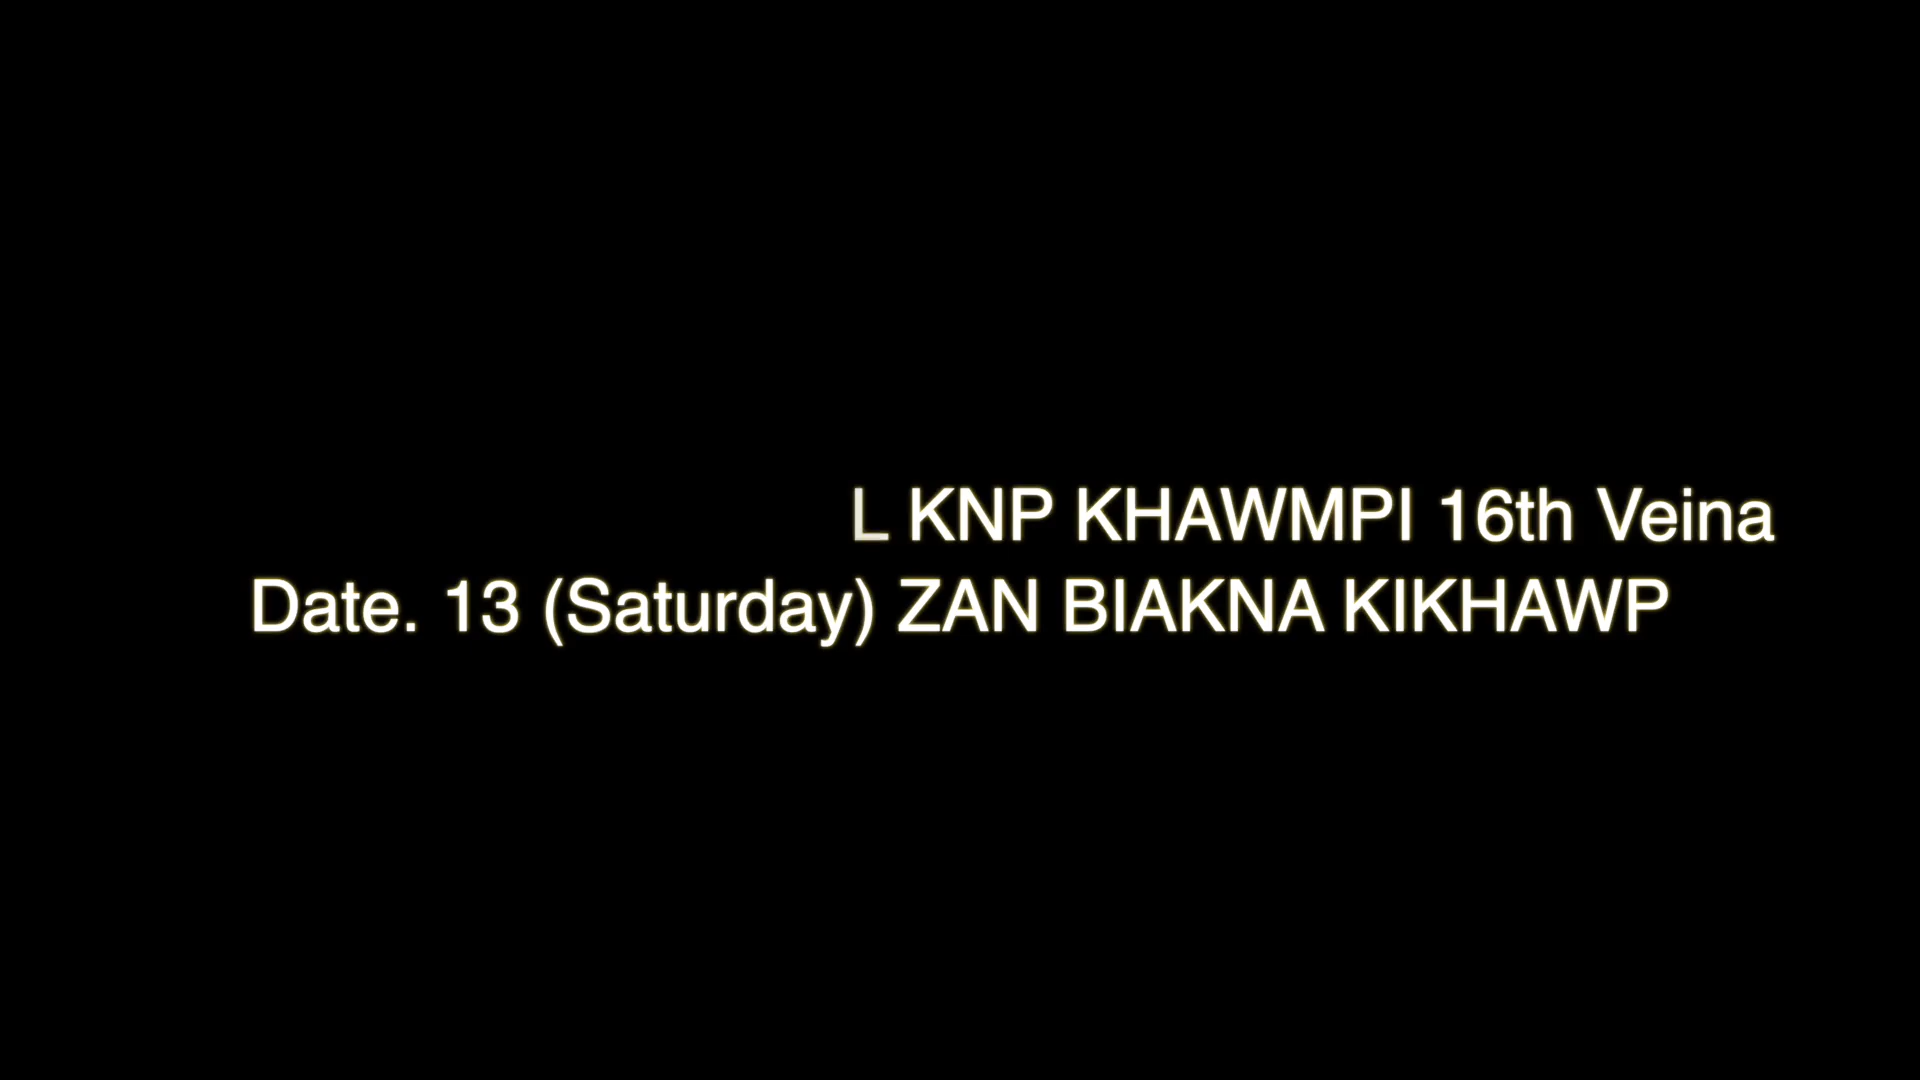 L KNP KHAWMPI 16th Veina
Date. 13 (Saturday) ZAN BIAKNA KIKHAWP